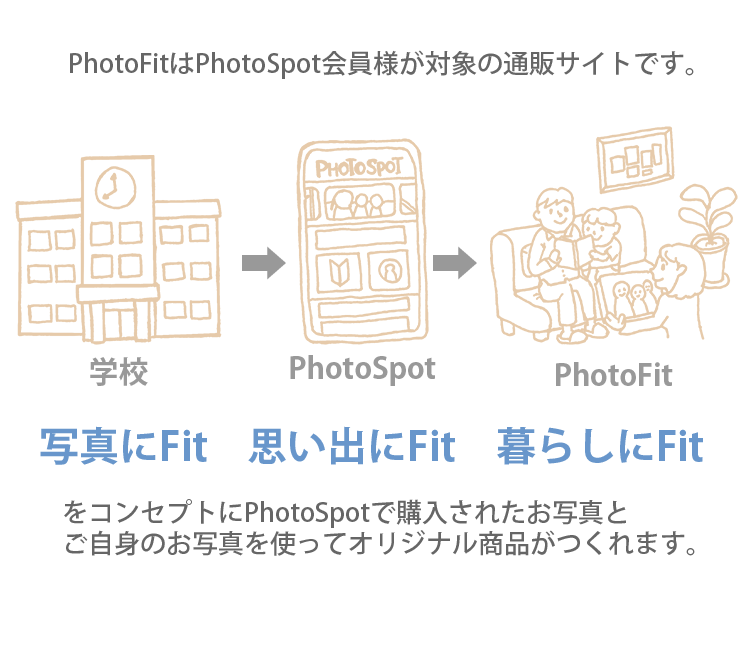 PhotoFitはPhotoSpot会員様が対象の通販サイトです。
PHOTOSPOT
学校
PhotoSpot
PhotoFit
写真にFit 思い出にFit 暮らしにFit
をコンセプトにPhotoSpotで購入されたお写真と
ご自身のお写真を使ってオリジナル商品がつくれます。